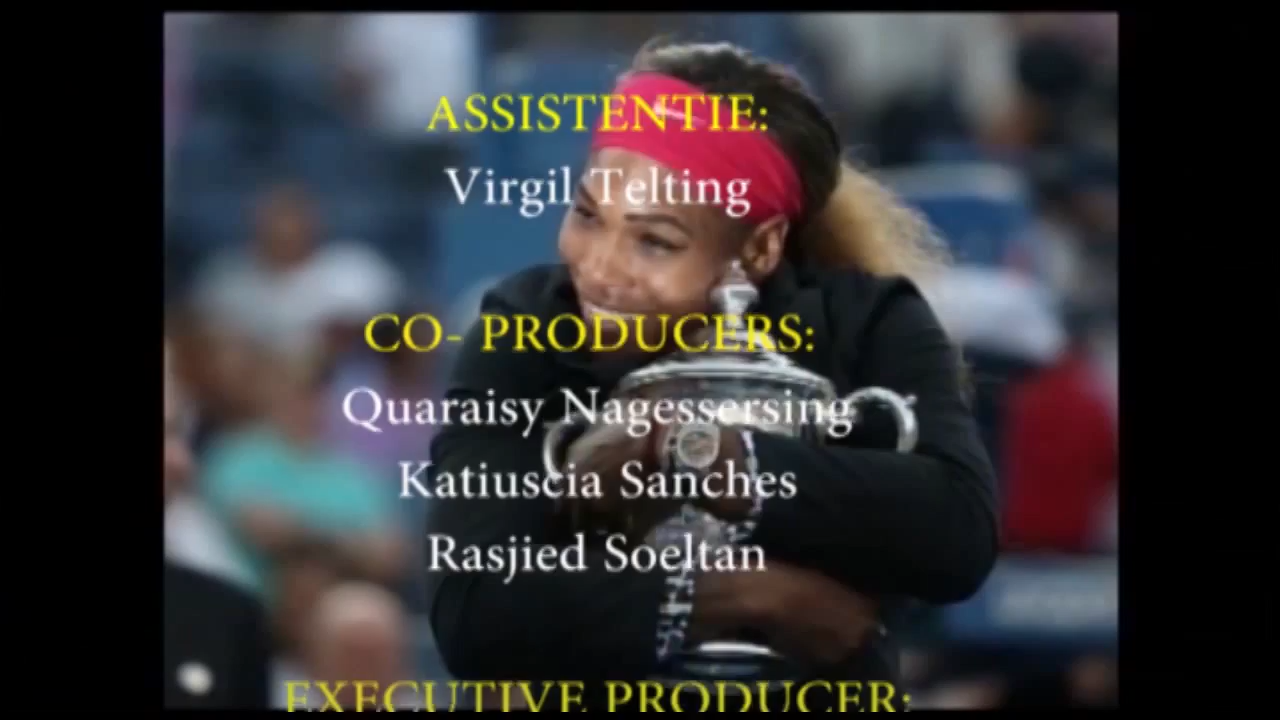 ASSISTENTIE:
Virgil Telting
CO- PRODUCERS:
Quaraisy Nagessersing
Katiuscia Sanches
Rasjied Soeltan
EXECUTIVE PRODUCER: